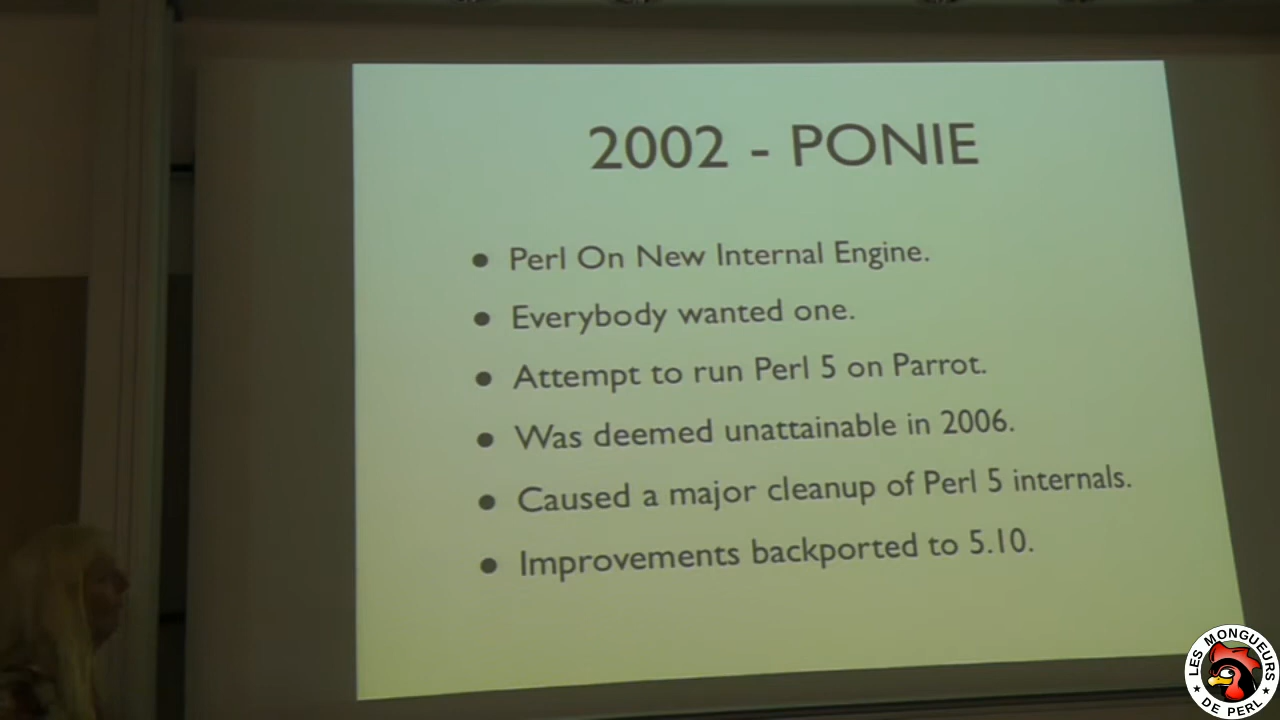 2002 - PONIE
• Perl On New Internal Engine.
• Everybody wanted one.
• Attempt to run Perl 5 on Parrot.
• Was deemed unattainable in 2006.
• Caused a major cleanup of Perl 5 internals.
• Improvements backported to 5.10.
LES MONGUEURS
★ DE PERL ★